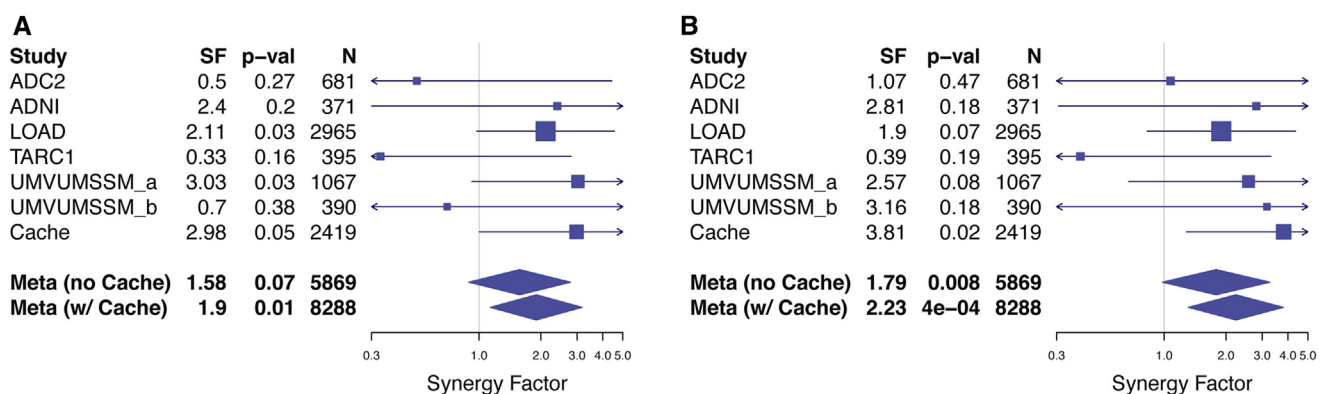 A
Study SF p−val N
ADC2 0.5 0.27 681
ADNI 2.4 0.2 371
LOAD 2.11 0.03 2965
TARC1 0.33 0.16 395
UMVUMSSM_a 3.03 0.03 1067
UMVUMSSM_b 0.7 0.38 390
Cache 2.98 0.05 2419
Meta (no Cache) 1.58 0.07 5869
Meta (w/ Cache) 1.9 0.01 8288
0.3 1.0 2.0 3.0 4.0 5.0
Synergy Factor
B
Study SF p−val N
ADC2 1.07 0.47 681
ADNI 2.81 0.18 371
LOAD 1.9 0.07 2965
TARC1 0.39 0.19 395
UMVUMSSM_a 2.57 0.08 1067
UMVUMSSM_b 3.16 0.18 390
Cache 3.81 0.02 2419
Meta (no Cache) 1.79 0.008 5869
Meta (w/ Cache) 2.23 4e−04 8288
0.3 1.0 2.0 3.0 4.0 5.0
Synergy Factor